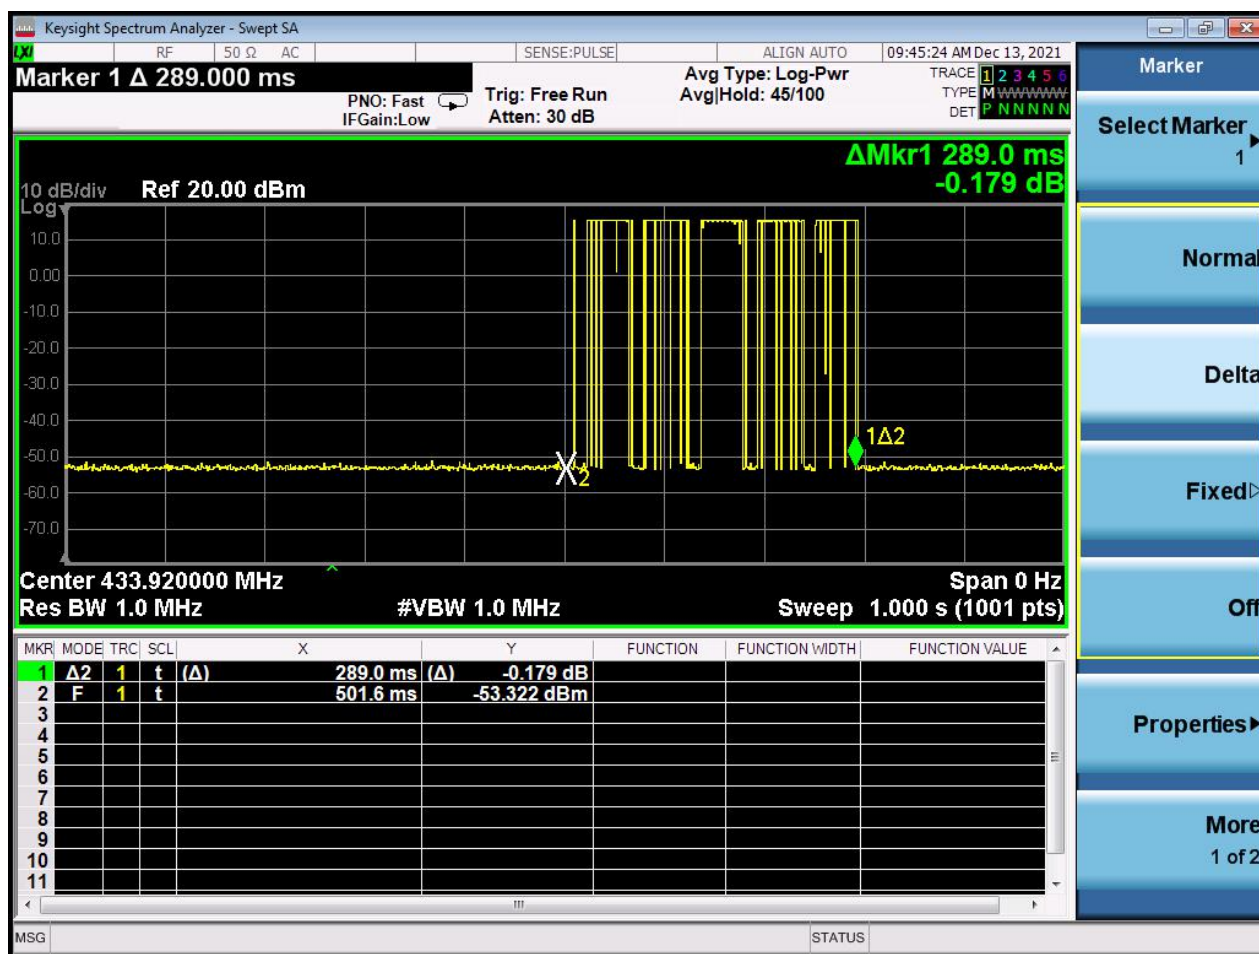 Keysight Spectrum Analyzer - Swept SA
LXI RF 50 Ω AC SENSE:PULSE ALIGN AUTO 09:45:24 AM Dec 13, 2021
Marker 1 Δ 289.000 ms
PNO: Fast
IFGain:Low
Trig: Free Run
Atten: 30 dB
Avg Type: Log-Pwr
Avg|Hold: 45/100
TRACE 1 2 3 4 5 6
TYPE M WWWWW
DET P N N N N N
ΔMkr1 289.0 ms
-0.179 dB
10 dB/div Ref 20.00 dBm
Log
10.0
0.00
-10.0
-20.0
-30.0
-40.0
-50.0
-60.0
-70.0
1Δ2
2
Center 433.920000 MHz Span 0 Hz
Res BW 1.0 MHz #VBW 1.0 MHz Sweep 1.000 s (1001 pts)
MKR MODE TRC SCL X Y FUNCTION FUNCTION WIDTH FUNCTION VALUE
1 Δ2 1 t (Δ) 289.0 ms (Δ) -0.179 dB
2 F 1 t 501.6 ms -53.322 dBm
3
4
5
6
7
8
9
10
11
MSG STATUS
Marker
Select Marker
1
Normal
Delta
Fixed
Off
Properties
More
1 of 2